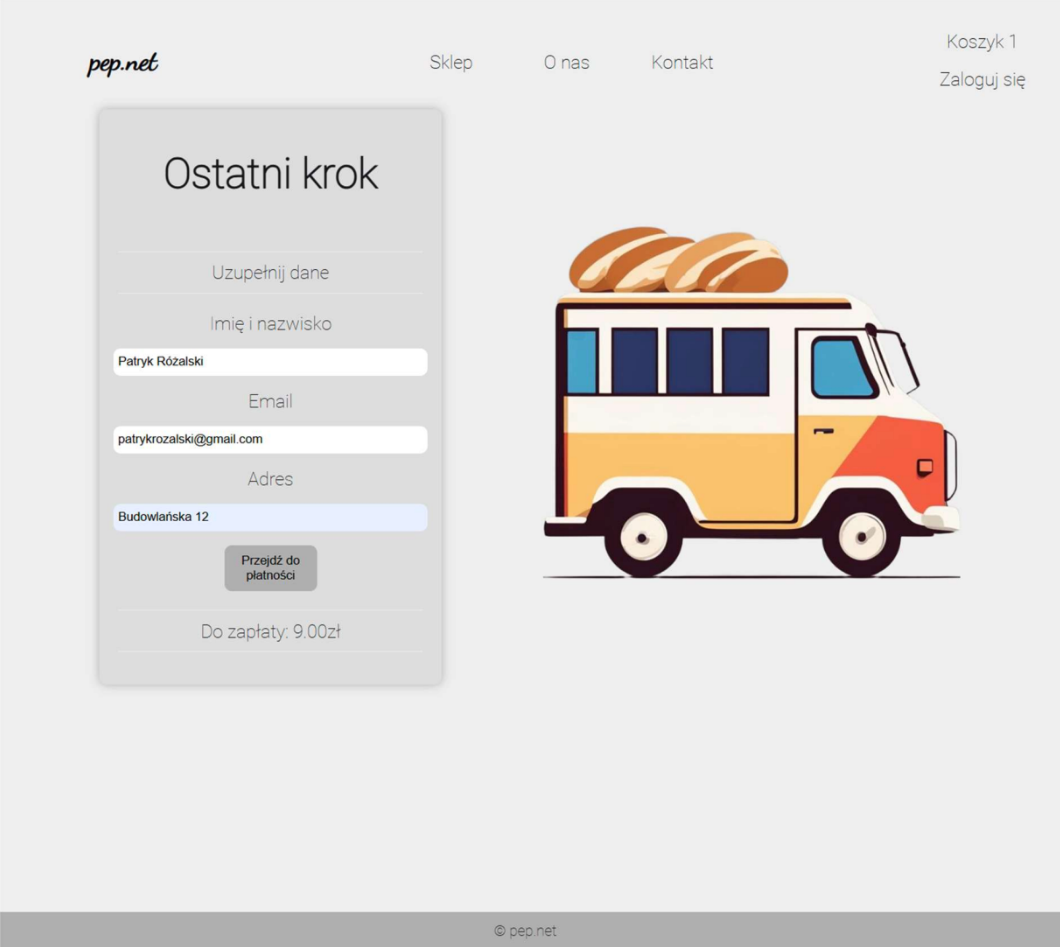 pep.net
Sklep
O nas
Kontakt
Koszyk 1
Zaloguj się
Ostatni krok
Uzupełnij dane
Imię i nazwisko
Patryk Różalski
Email
patrykrozalski@gmail.com
Adres
Budowlańska 12
Przejdź do
płatności
Do zapłaty: 9.00zł
© pep.net